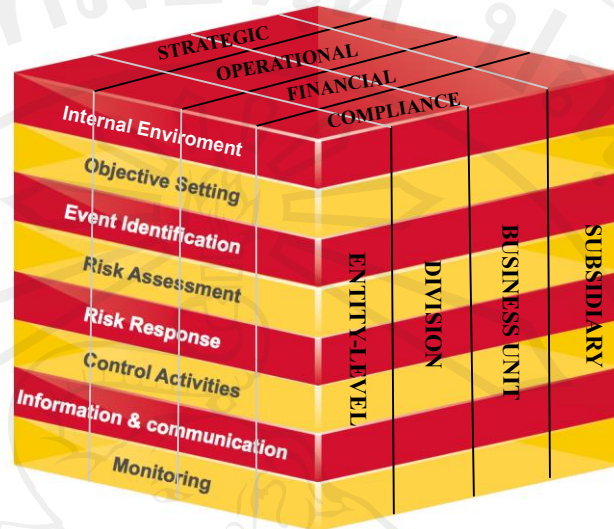 STRATEGIC
OPERATIONAL
FINANCIAL
COMPLIANCE
Internal Enviroment
Objective Setting
Event Identification
Risk Assessment
Risk Response
Control Activities
Information & communication
Monitoring
ENTITY-LEVEL
DIVISION
BUSINESS UNIT
SUBSIDIARY